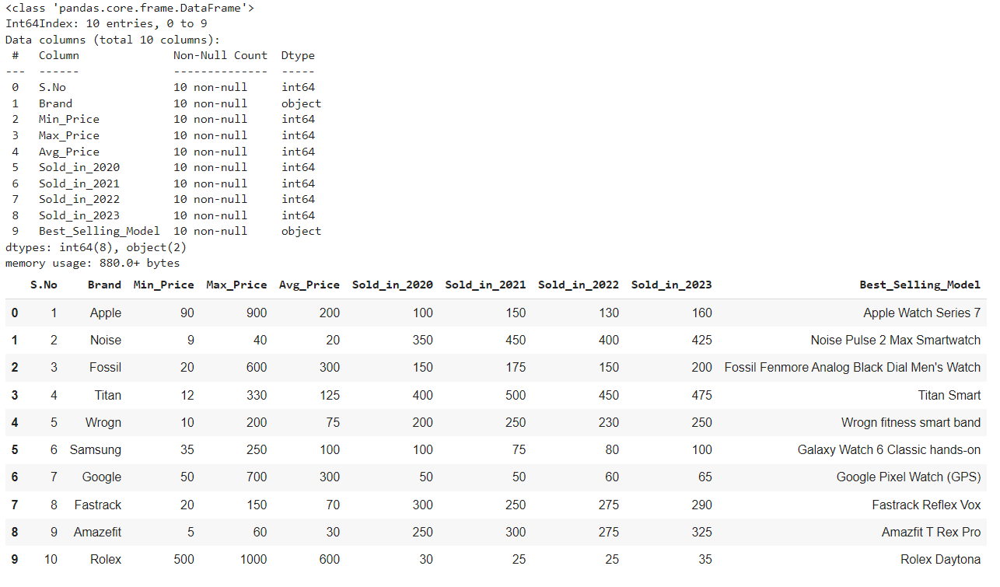 <class 'pandas.core.frame.DataFrame'>
Int64Index: 10 entries, 0 to 9
Data columns (total 10 columns):
 #   Column              Non-Null Count  Dtype
---  ------              --------------  -----
 0   S.No                10 non-null     int64
 1   Brand               10 non-null     object
 2   Min_Price           10 non-null     int64
 3   Max_Price           10 non-null     int64
 4   Avg_Price           10 non-null     int64
 5   Sold_in_2020        10 non-null     int64
 6   Sold_in_2021        10 non-null     int64
 7   Sold_in_2022        10 non-null     int64
 8   Sold_in_2023        10 non-null     int64
 9   Best_Selling_Model  10 non-null     object
dtypes: int64(8), object(2)
memory usage: 880.0+ bytes
S.No Brand Min_Price Max_Price Avg_Price Sold_in_2020 Sold_in_2021 Sold_in_2022 Sold_in_2023 Best_Selling_Model
0 1 Apple 90 900 200 100 150 130 160 Apple Watch Series 7
1 2 Noise 9 40 20 350 450 400 425 Noise Pulse 2 Max Smartwatch
2 3 Fossil 20 600 300 150 175 150 200 Fossil Fenmore Analog Black Dial Men's Watch
3 4 Titan 12 330 125 400 500 450 475 Titan Smart
4 5 Wrogn 10 200 75 200 250 230 250 Wrogn fitness smart band
5 6 Samsung 35 250 100 100 75 80 100 Galaxy Watch 6 Classic hands-on
6 7 Google 50 700 300 50 50 60 65 Google Pixel Watch (GPS)
7 8 Fastrack 20 150 70 300 250 275 290 Fastrack Reflex Vox
8 9 Amazefit 5 60 30 250 300 275 325 Amazfit T Rex Pro
9 10 Rolex 500 1000 600 30 25 25 35 Rolex Daytona